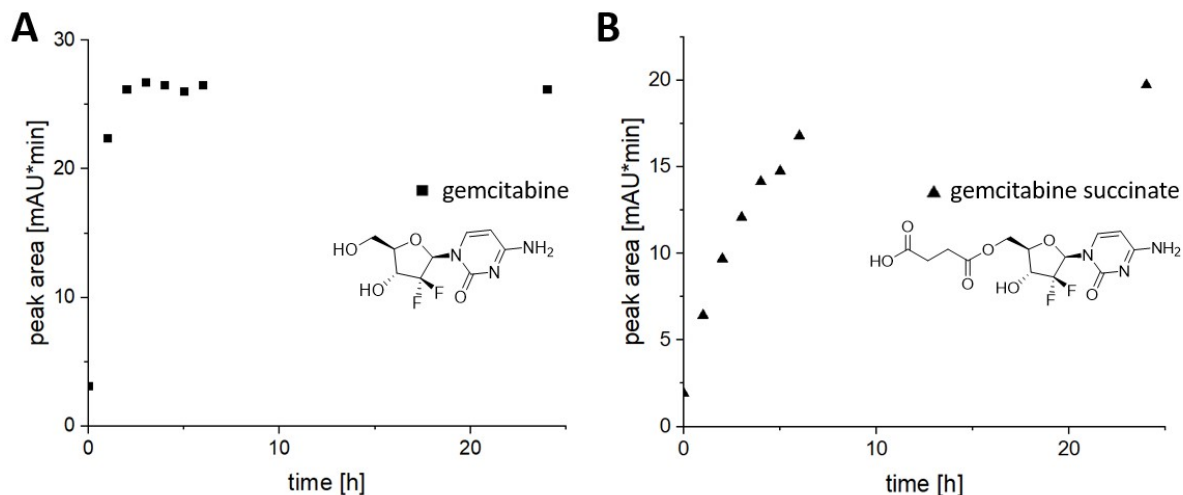 A
30
20
10
0
0
10
20
peak area [mAU*min]
time [h]
gemcitabine
HO
O
N
NH₂
N
HO
F
F
O
B
20
15
10
5
0
0
10
20
peak area [mAU*min]
time [h]
gemcitabine succinate
O
HO
O
O
O
N
NH₂
N
HO
F
F
O